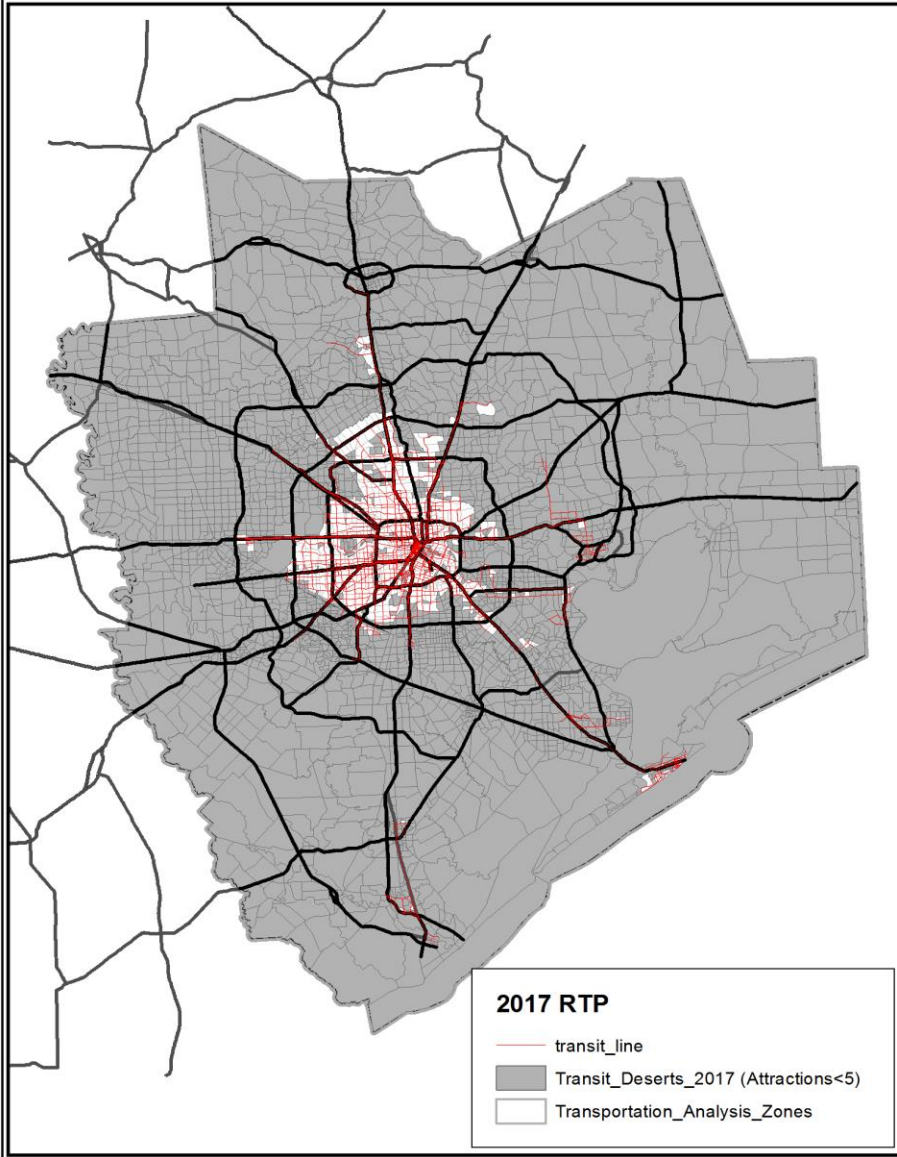 2017 RTP
transit_line
Transit_Deserts_2017 (Attractions<5)
Transportation_Analysis_Zones